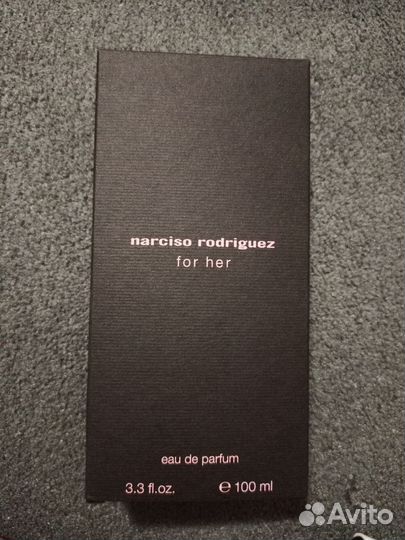 narciso rodriguez
for her
eau de parfum
3.3 fl.oz. ℮ 100 ml
Avito